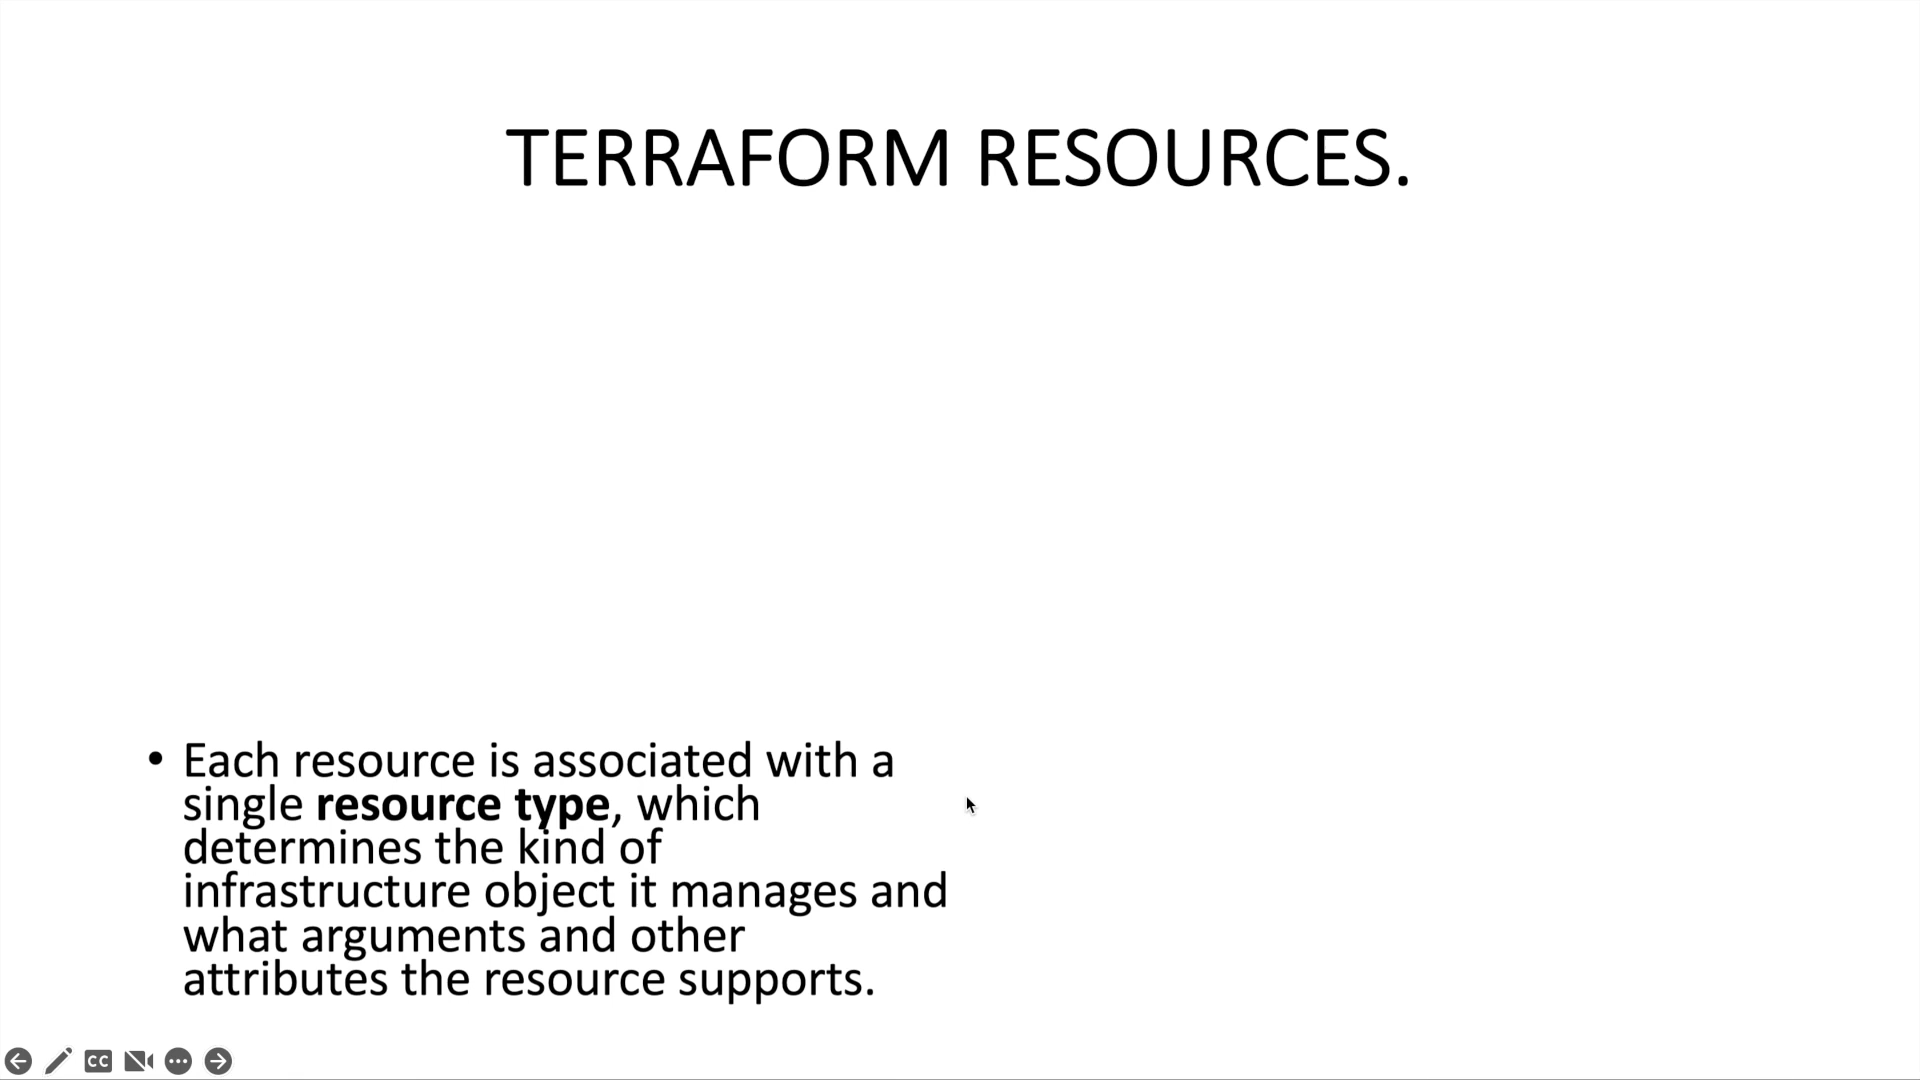 TERRAFORM RESOURCES.
• Each resource is associated with a
single resource type, which
determines the kind of
infrastructure object it manages and
what arguments and other
attributes the resource supports.
CC